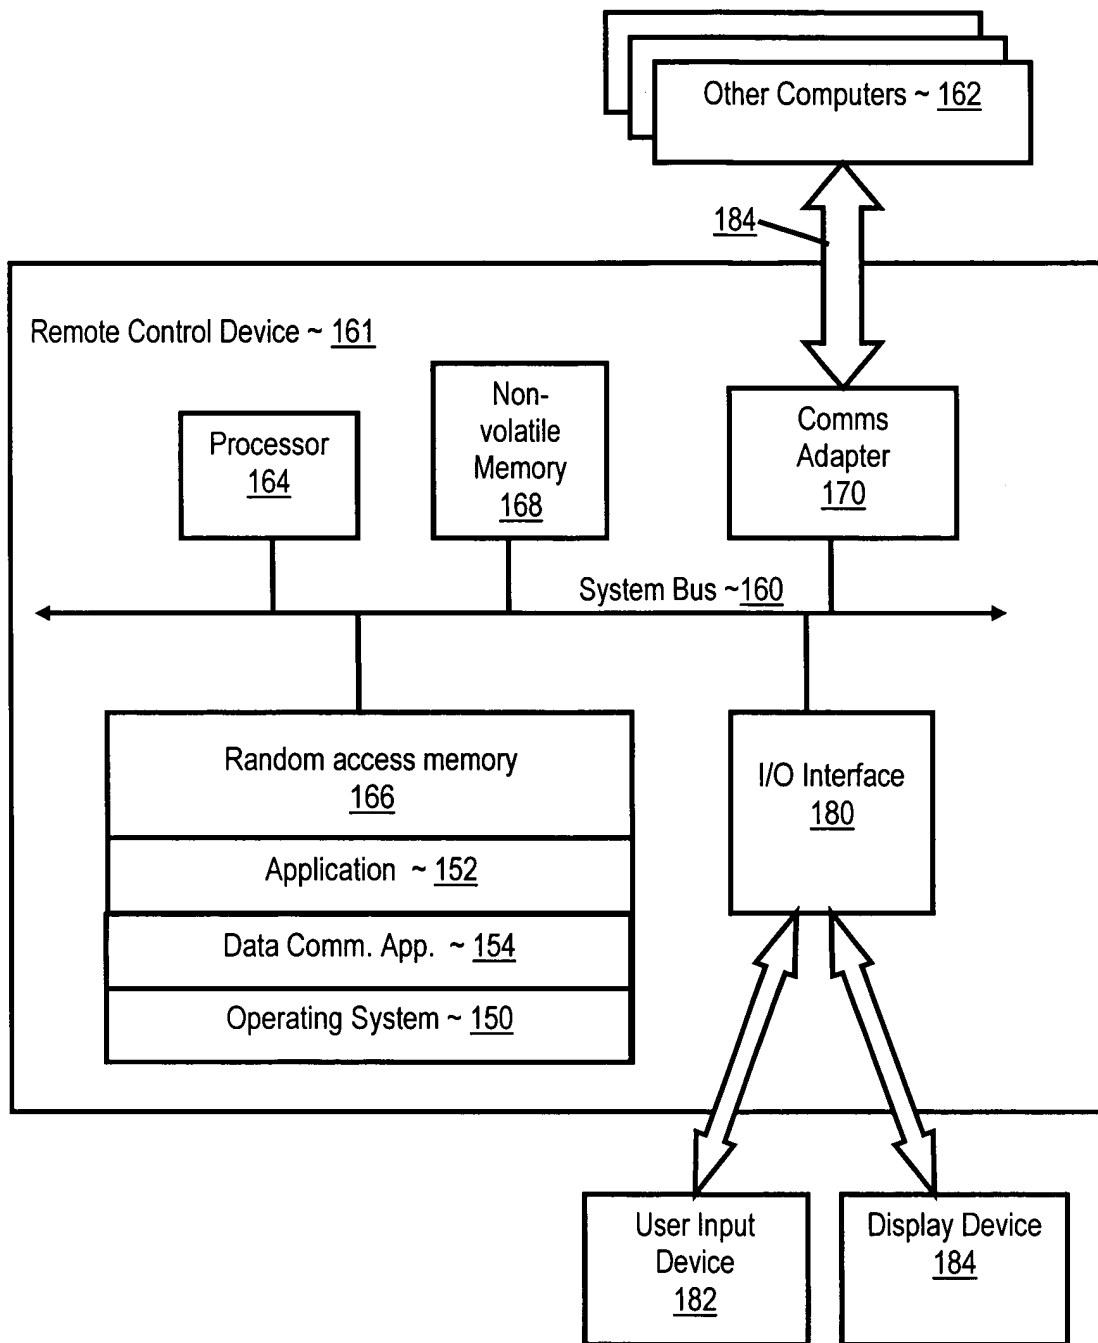 Other Computers ~ 162
184
Remote Control Device ~ 161
Processor
164
Non-
volatile
Memory
168
Comms
Adapter
170
System Bus ~160
Random access memory
166
Application ~ 152
Data Comm. App. ~ 154
Operating System ~ 150
I/O Interface
180
User Input
Device
182
Display Device
184